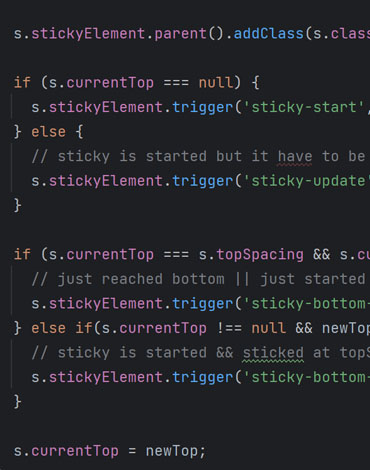 s.stickyElement.parent().addClass(s.class
if (s.currentTop === null) {
s.stickyElement.trigger('sticky-start',
} else {
// sticky is started but it have to be
s.stickyElement.trigger('sticky-update'
}
if (s.currentTop === s.topSpacing && s.cu
// just reached bottom || just started
s.stickyElement.trigger('sticky-bottom-
} else if(s.currentTop !== null && newTop
// sticky is started && sticked at topS
s.stickyElement.trigger('sticky-bottom-
}
s.currentTop = newTop;